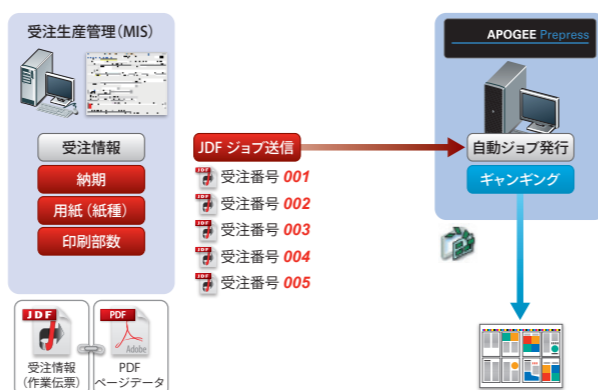 受注生産管理(MIS)
受注情報
納期
用紙（紙種）
印刷部数
JDF
受注情報
（作業伝票）
PDF
Adobe
PDF
ページデータ
JDF ジョブ送信
JDF 受注番号 001
JDF 受注番号 002
JDF 受注番号 003
JDF 受注番号 004
JDF 受注番号 005
APOGEE Prepress
自動ジョブ発行
ギャンギング